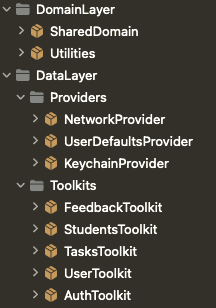 DomainLayer
SharedDomain
Utilities
DataLayer
Providers
NetworkProvider
UserDefaultsProvider
KeychainProvider
Toolkits
FeedbackToolkit
StudentsToolkit
TasksToolkit
UserToolkit
AuthToolkit